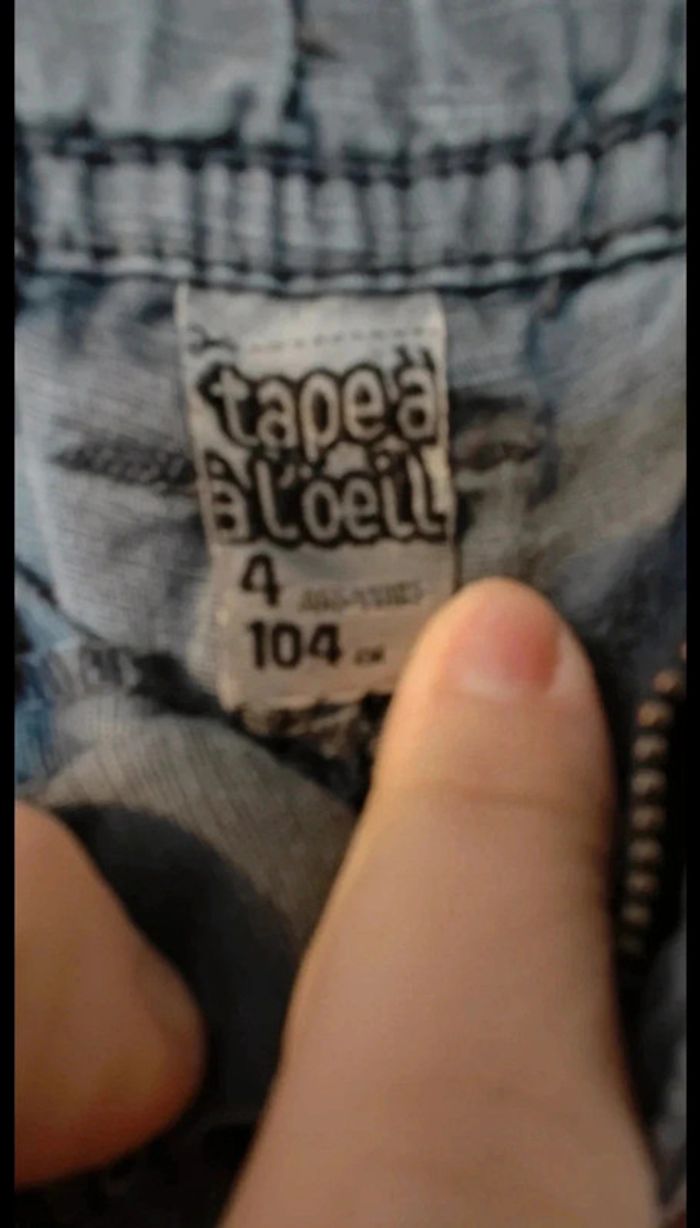 tape à
à l'oeil
4
104 CM